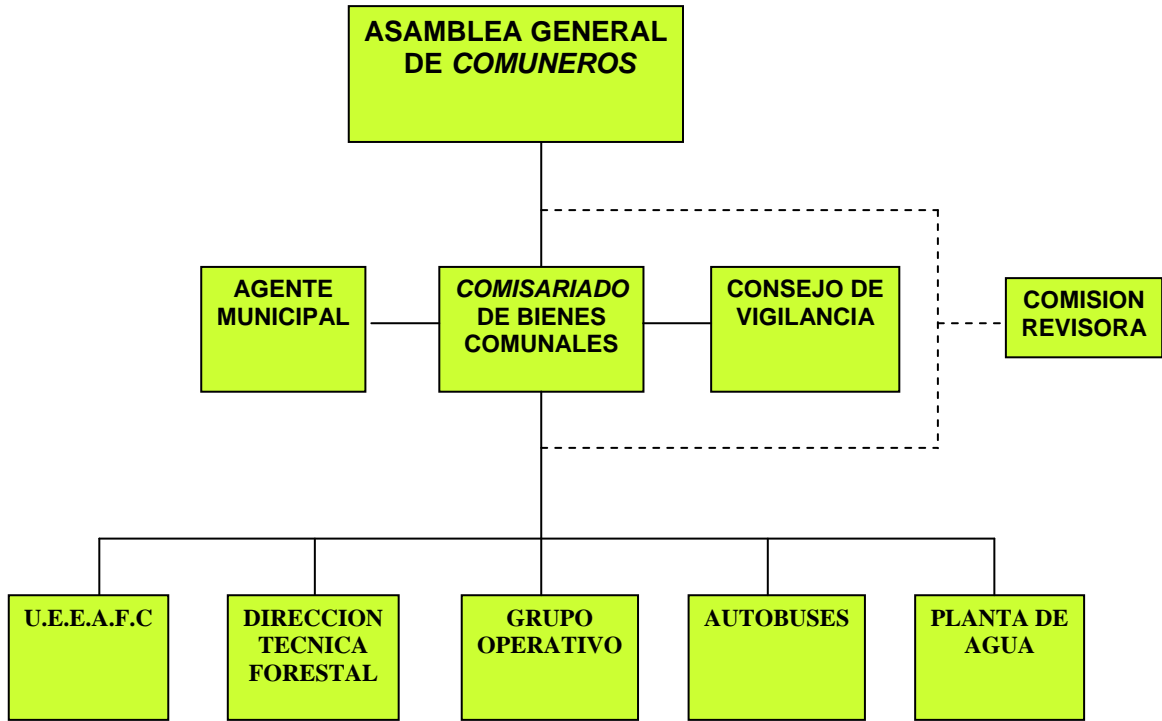 ASAMBLEA GENERAL
DE COMUNEROS
AGENTE
MUNICIPAL
COMISARIADO
DE BIENES
COMUNALES
CONSEJO DE
VIGILANCIA
COMISION
REVISORA
U.E.E.A.F.C
DIRECCION
TECNICA
FORESTAL
GRUPO
OPERATIVO
AUTOBUSES
PLANTA DE
AGUA